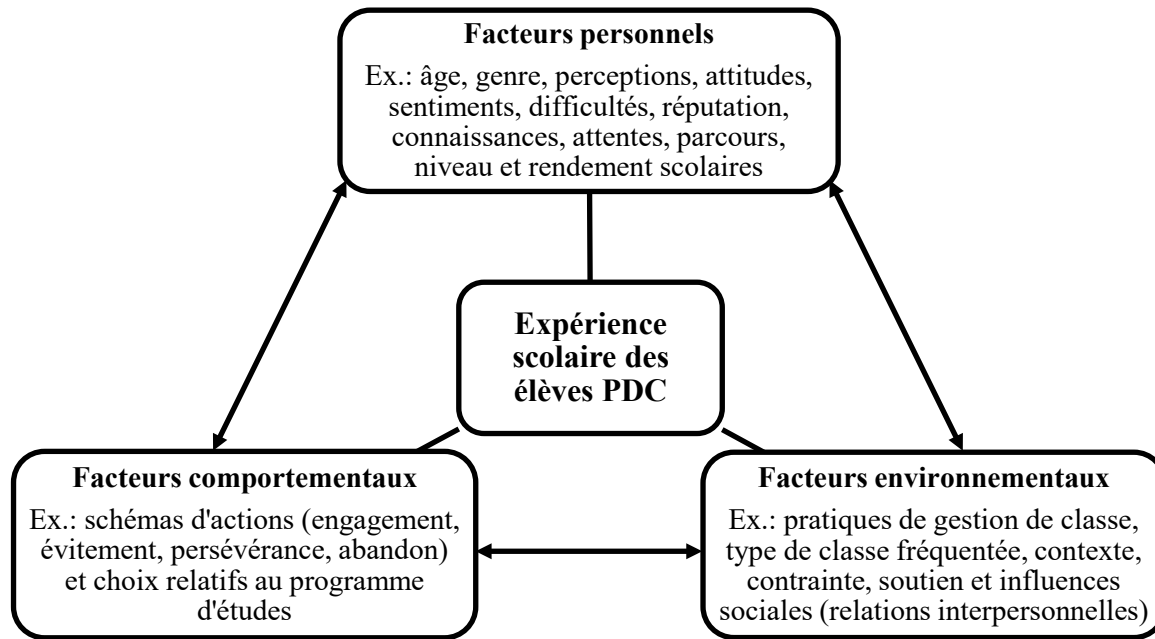 Facteurs personnels
Ex.: âge, genre, perceptions, attitudes,
sentiments, difficultés, réputation,
connaissances, attentes, parcours,
niveau et rendement scolaires
Expérience
scolaire des
élèves PDC
Facteurs comportementaux
Ex.: schémas d'actions (engagement,
évitement, persévérance, abandon)
et choix relatifs au programme
d'études
Facteurs environnementaux
Ex.: pratiques de gestion de classe,
type de classe fréquentée, contexte,
contrainte, soutien et influences
sociales (relations interpersonnelles)